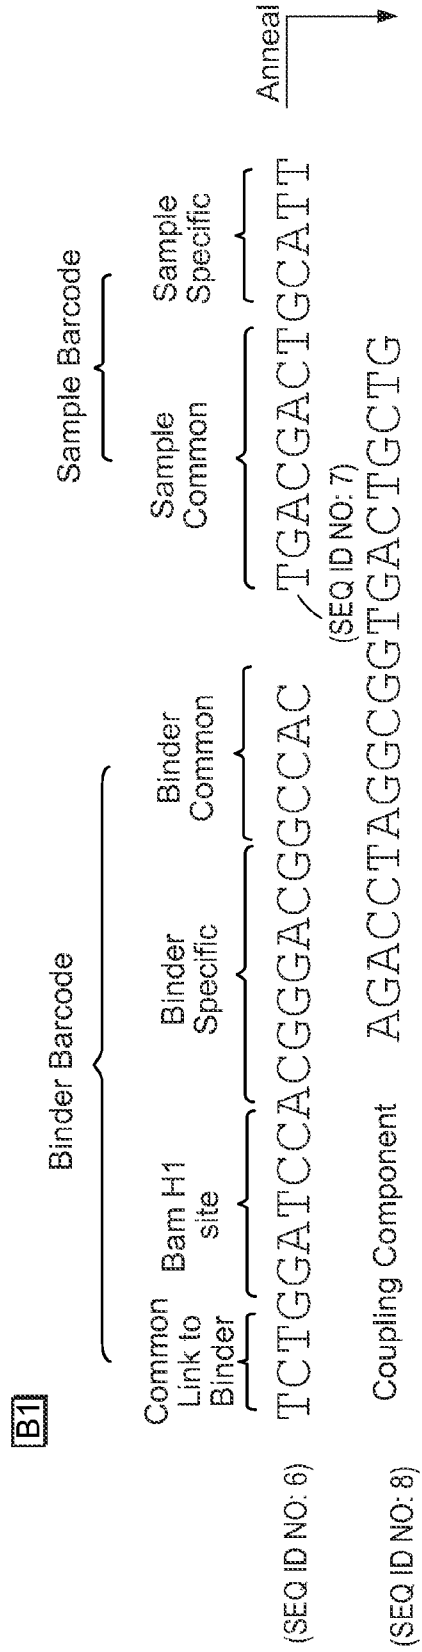 B1
Binder Barcode
Sample Barcode
Common
Link to
Binder
Bam H1
site
Binder
Specific
Binder
Common
Sample
Common
Sample
Specific
Anneal
(SEQ ID NO: 6)
TCTGGATCCACGGGACGGCCAC
TGACGACTGCATT
(SEQ ID NO: 7)
(SEQ ID NO: 8)
Coupling Component
AGACCTAGGCGGTGACTGCTG